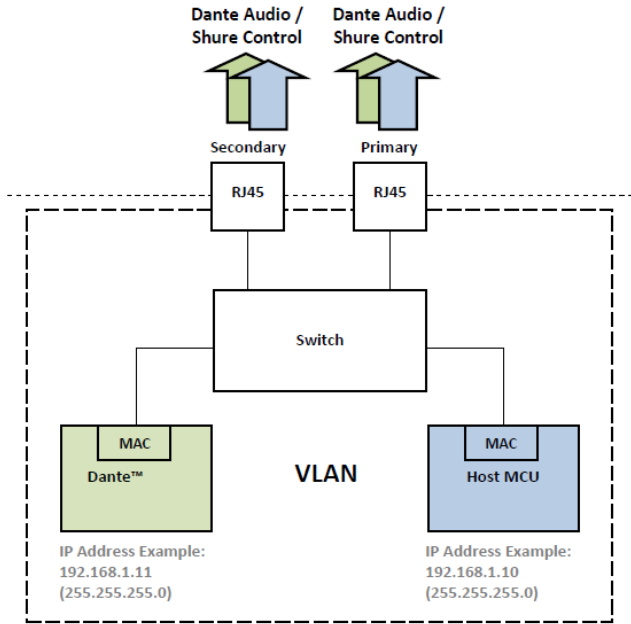 Dante Audio /
Shure Control
Dante Audio /
Shure Control
Secondary
Primary
RJ45
RJ45
Switch
MAC
Dante™
VLAN
MAC
Host MCU
IP Address Example:
192.168.1.11
(255.255.255.0)
IP Address Example:
192.168.1.10
(255.255.255.0)